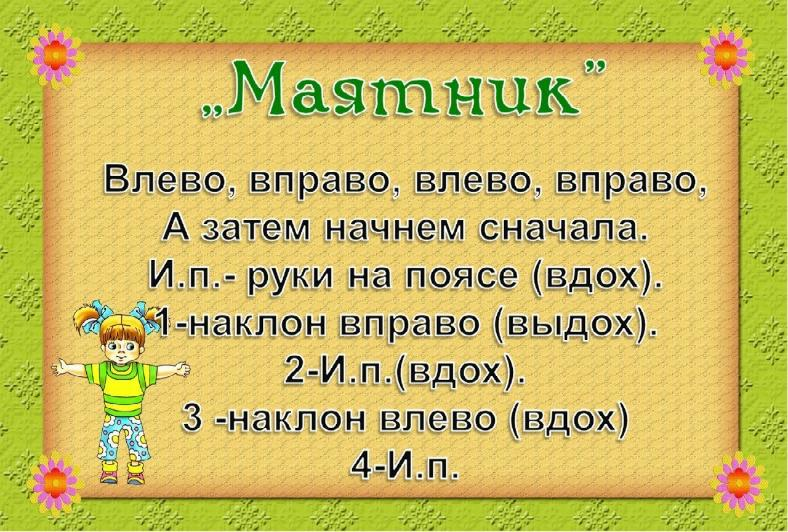 „Маятник”
Влево, вправо, влево, вправо,
А затем начнем сначала.
И.п.- руки на поясе (вдох).
1-наклон вправо (выдох).
2-И.п.(вдох).
3 -наклон влево (вдох)
4-И.п.